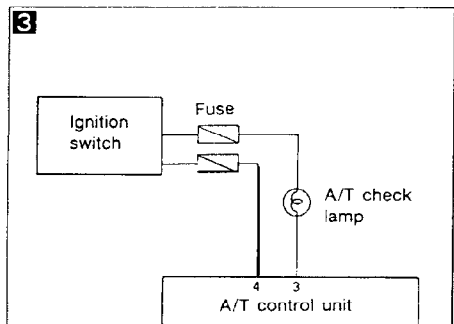 3
Fuse
Ignition
switch
A/T check
lamp
4 3
A/T control unit